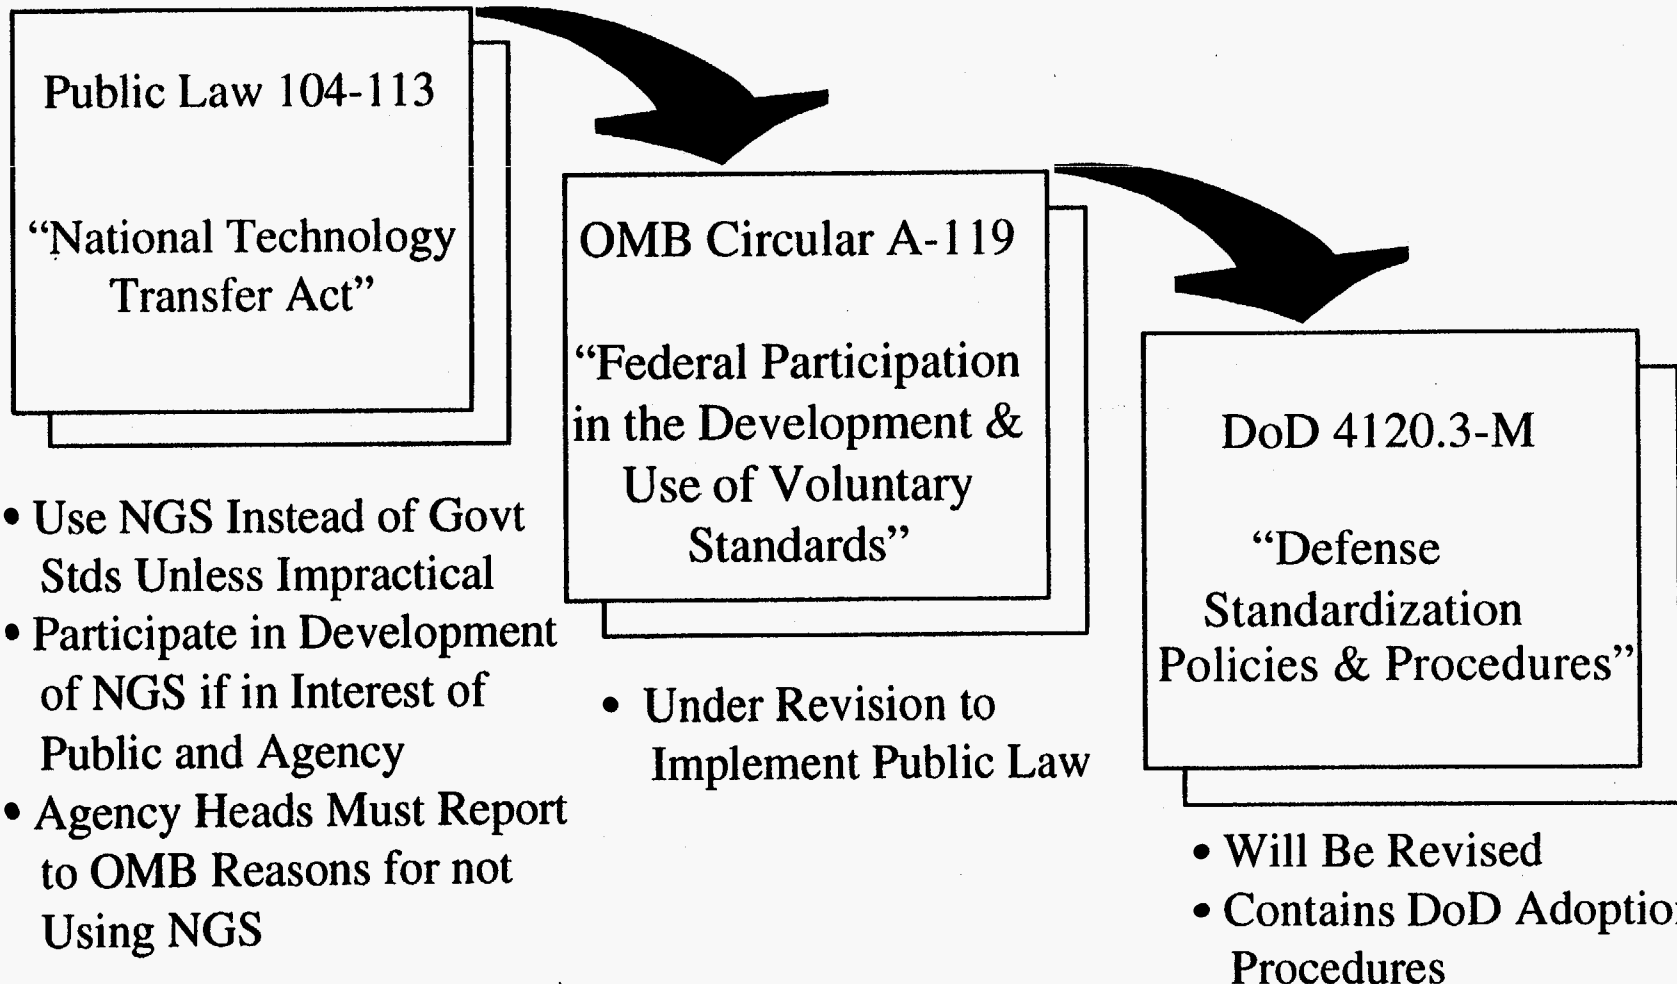 Public Law 104-113
“National Technology
Transfer Act”
• Use NGS Instead of Govt
Stds Unless Impractical
• Participate in Development
of NGS if in Interest of
Public and Agency
• Agency Heads Must Report
to OMB Reasons for not
Using NGS
OMB Circular A-119
“Federal Participation
in the Development &
Use of Voluntary
Standards”
• Under Revision to
Implement Public Law
DoD 4120.3-M
“Defense
Standardization
Policies & Procedures”
• Will Be Revised
• Contains DoD Adoption
Procedures